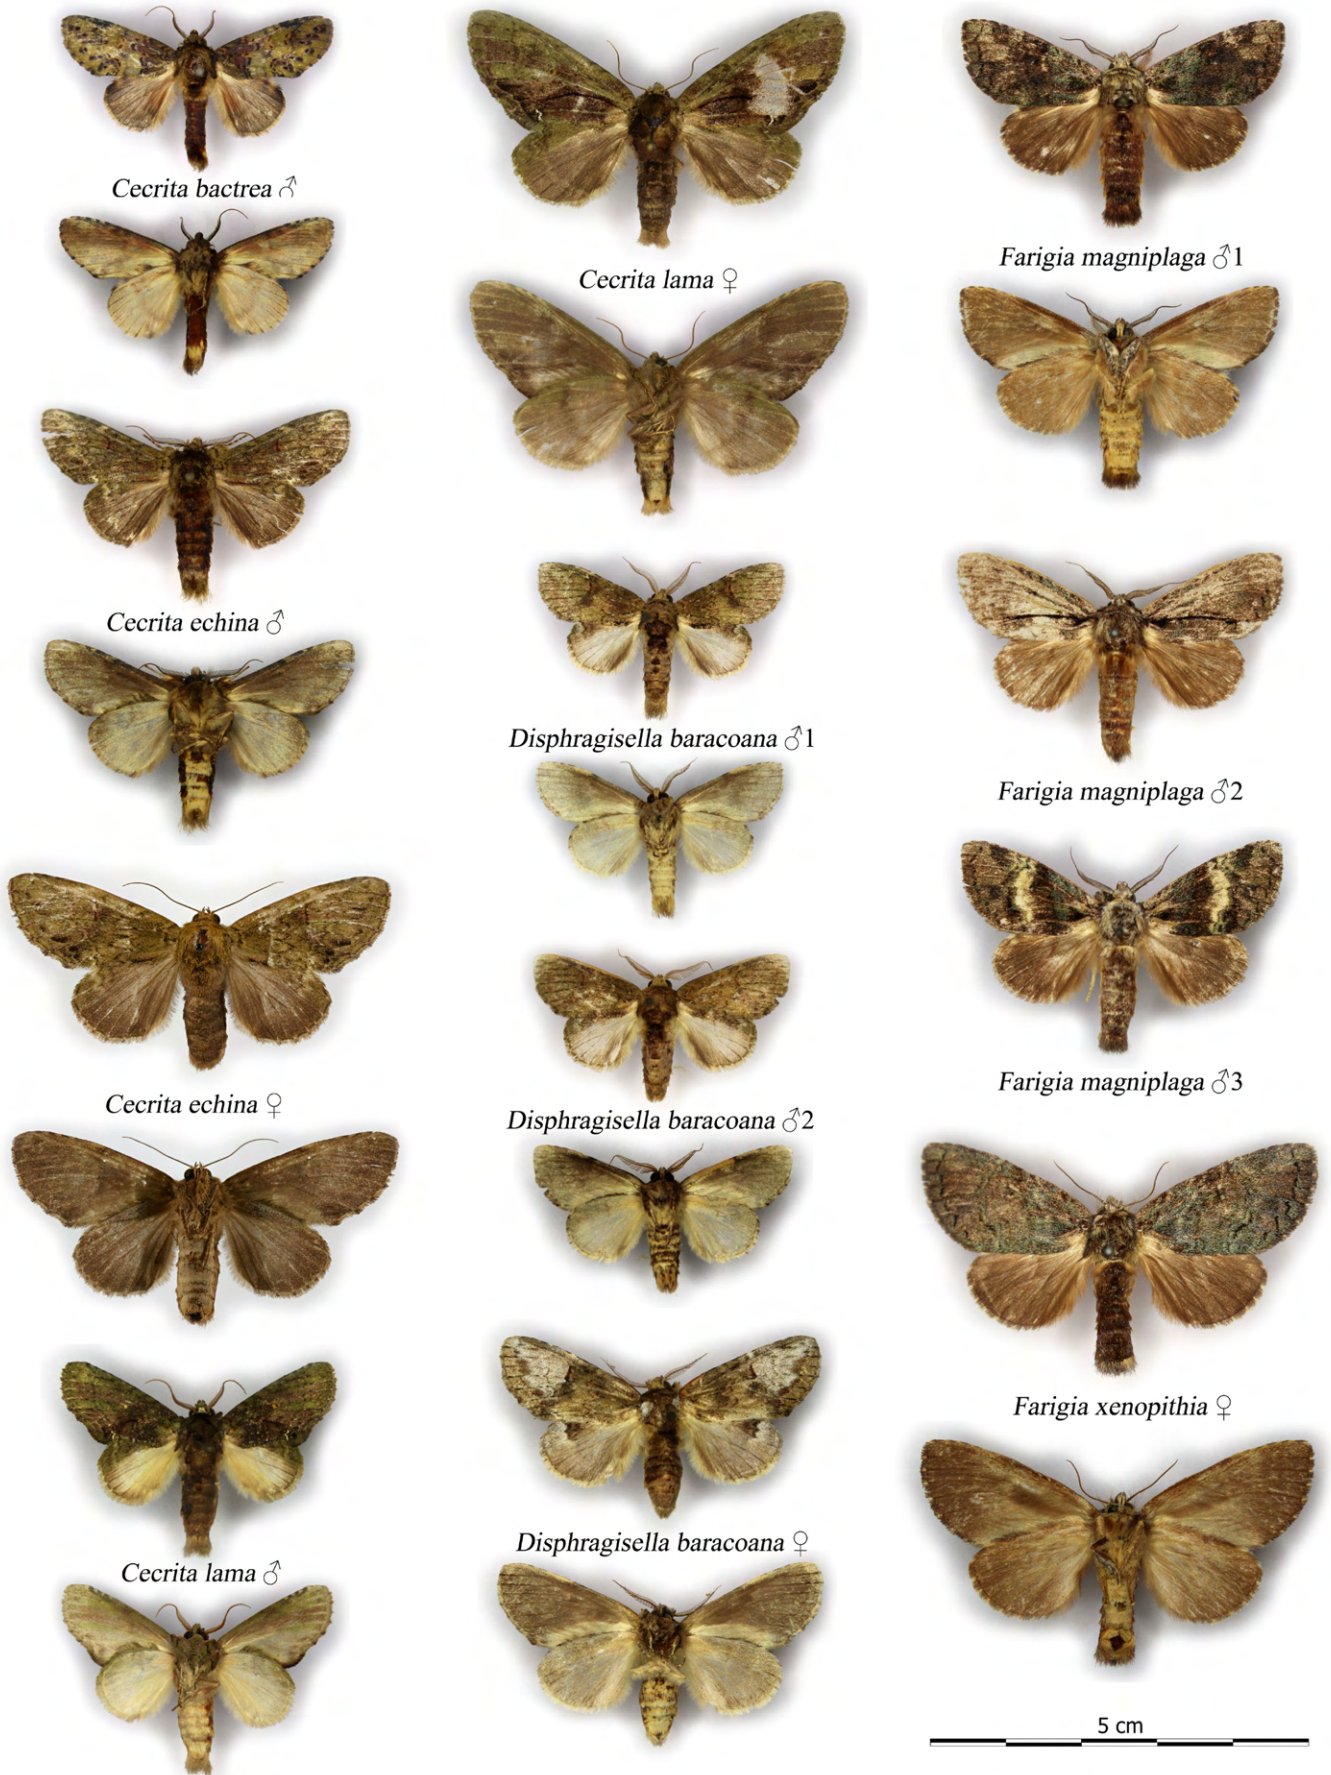 Cecrita bactrea ♂
Cecrita echina ♂
Cecrita echina ♀
Cecrita lama ♂
Cecrita lama ♀
Disphragisella baracoana ♂1
Disphragisella baracoana ♂2
Disphragisella baracoana ♀
Farigia magniplaga ♂1
Farigia magniplaga ♂2
Farigia magniplaga ♂3
Farigia xenopithia ♀
5 cm